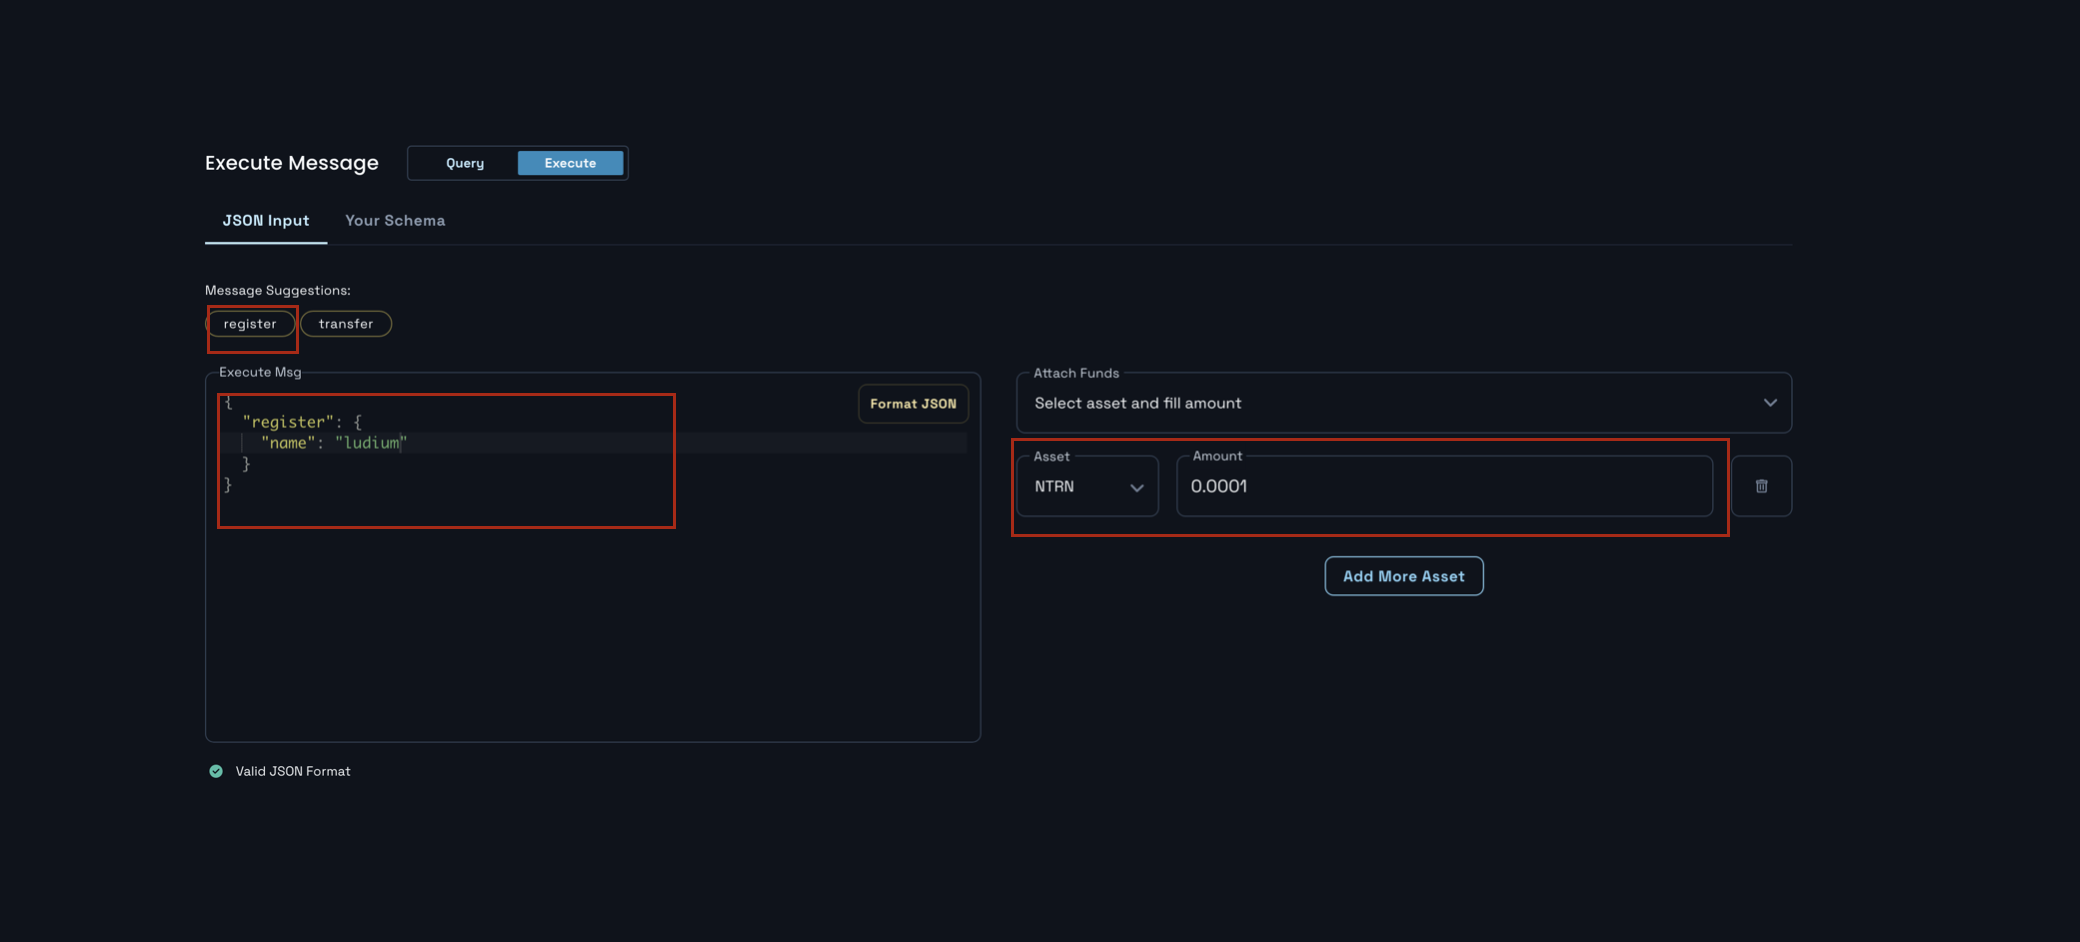 Execute Message Query Execute
JSON Input Your Schema
Message Suggestions:
register transfer
Execute Msg
Format JSON
{
"register": {
"name": "ludium"
}
}
Valid JSON Format
Attach Funds
Select asset and fill amount
Asset Amount
NTRN 0.0001
Add More Asset